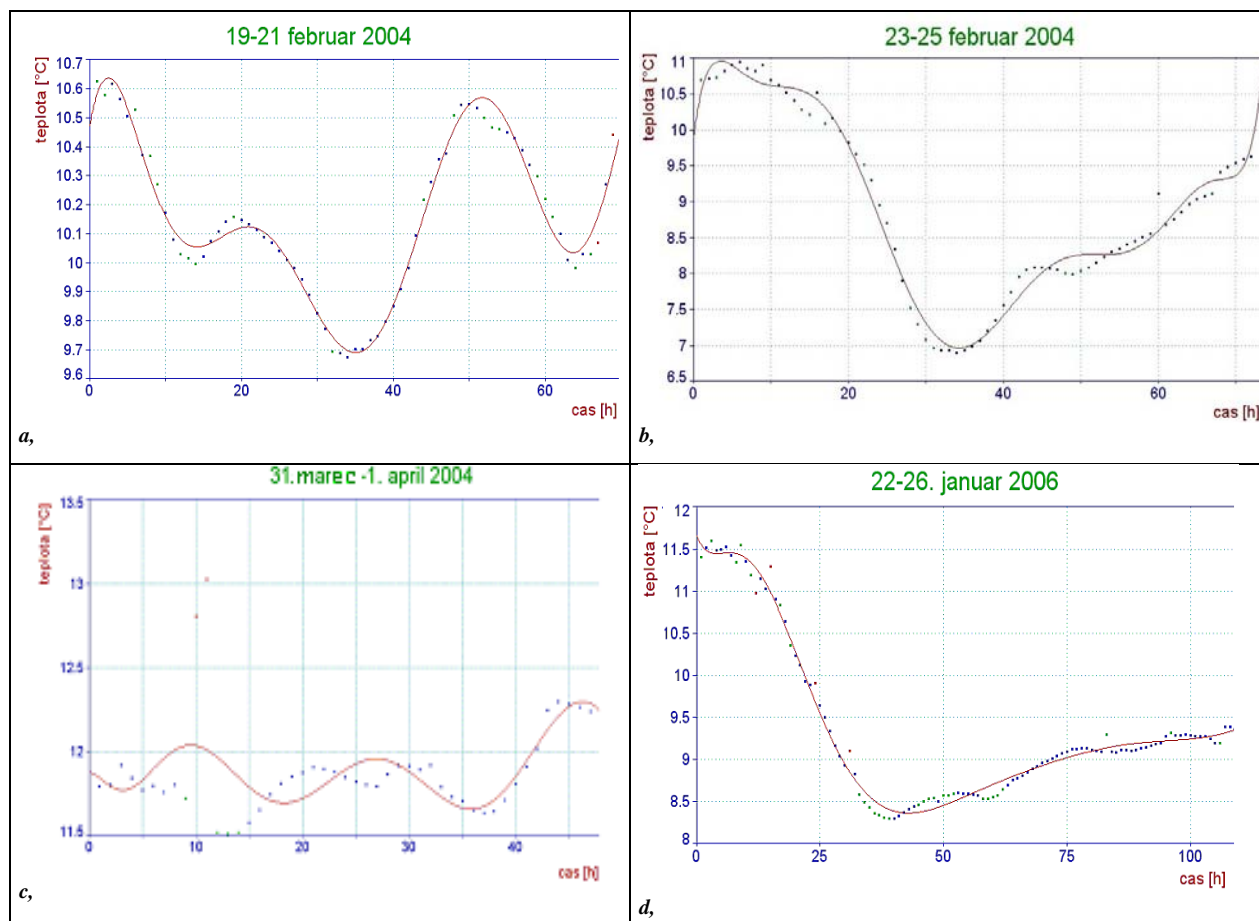 19-21 februar 2004
teplota [°C]
10.7
10.6
10.5
10.4
10.3
10.2
10.1
10
9.9
9.8
9.7
9.6
0 20 40 60
cas [h]
a,
23-25 februar 2004
teplota [°C]
11
10.5
10
9.5
9
8.5
8
7.5
7
6.5
0 20 40 60
cas [h]
b,
31.marec -1. april 2004
teplota [°C]
13.5
13
12.5
12
11.5
0 10 20 30 40
cas [h]
c,
22-26. januar 2006
teplota [°C]
12
11.5
11
10.5
10
9.5
9
8.5
8
0 25 50 75 100
cas [h]
d,